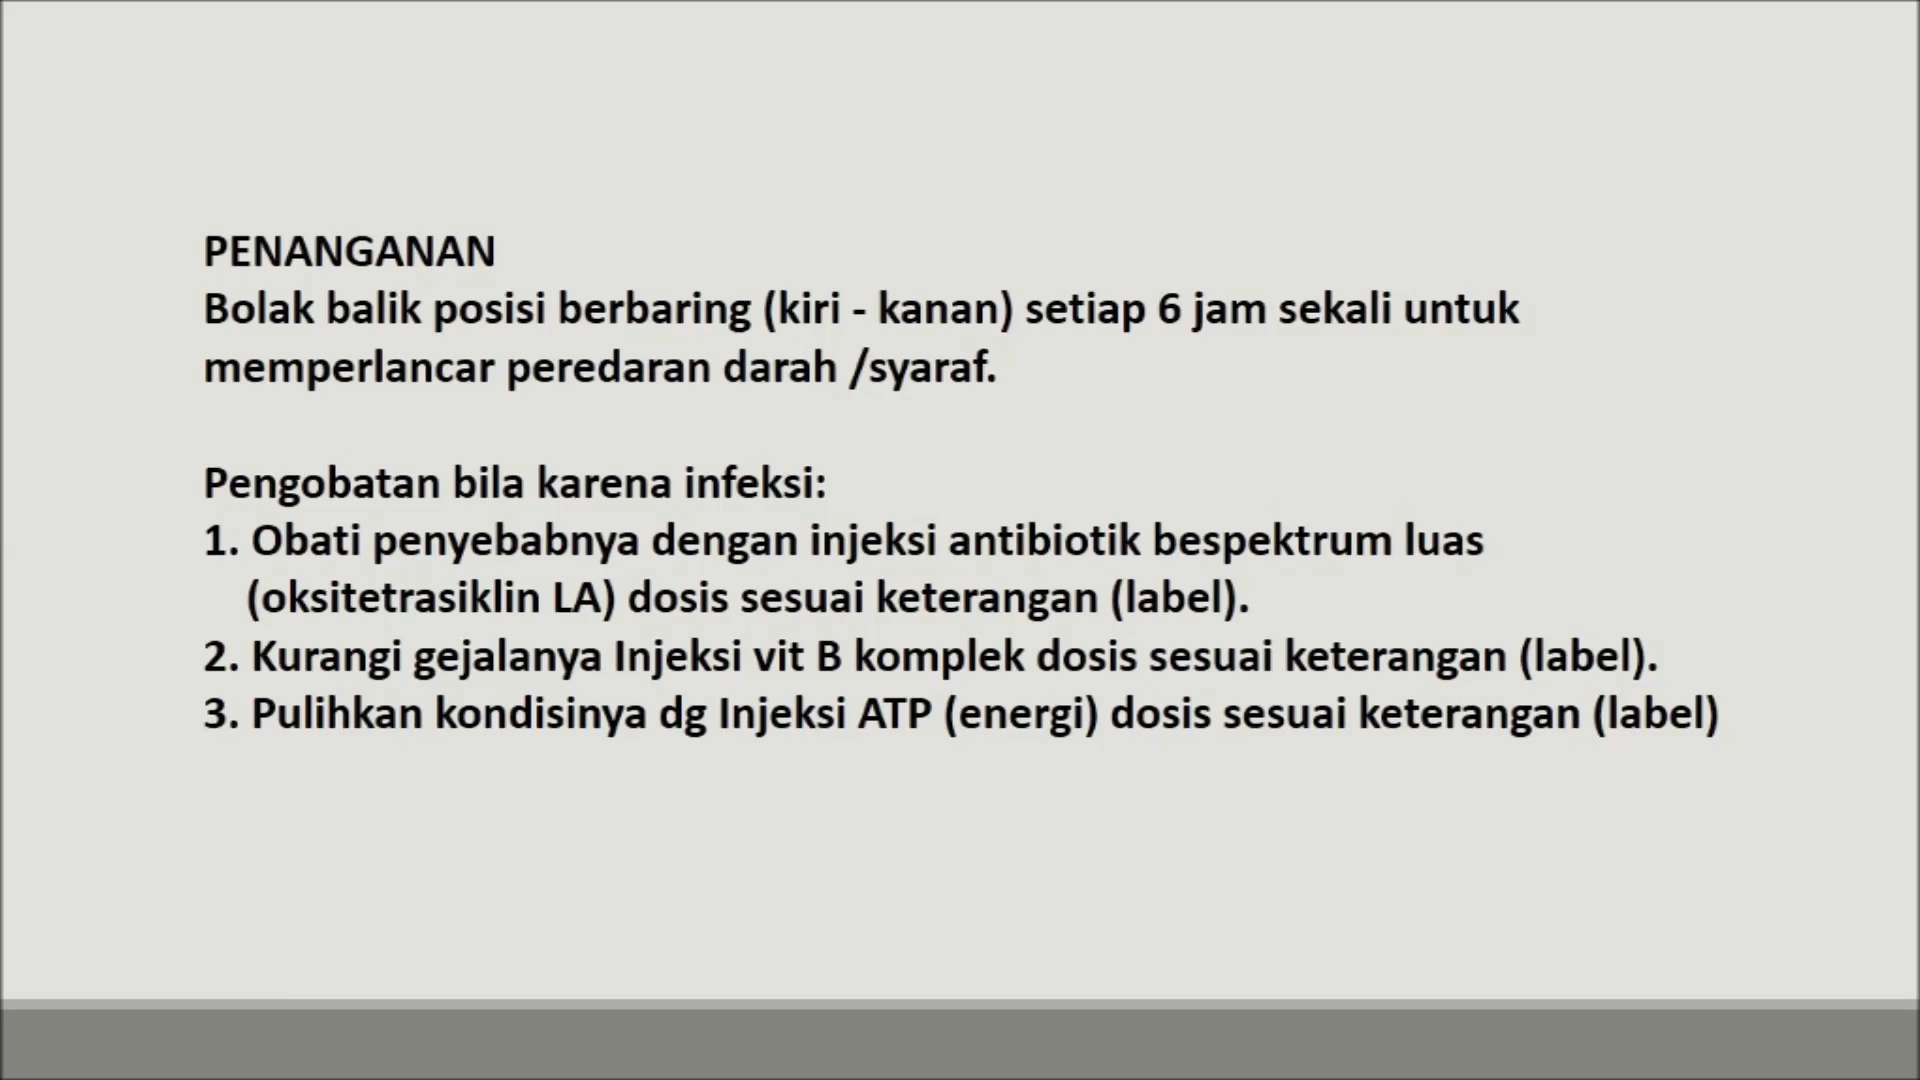 PENANGANAN
Bolak balik posisi berbaring (kiri - kanan) setiap 6 jam sekali untuk
memperlancar peredaran darah /syaraf.
Pengobatan bila karena infeksi:
1. Obati penyebabnya dengan injeksi antibiotik bespektrum luas
(oksitetrasiklin LA) dosis sesuai keterangan (label).
2. Kurangi gejalanya Injeksi vit B komplek dosis sesuai keterangan (label).
3. Pulihkan kondisinya dg Injeksi ATP (energi) dosis sesuai keterangan (label)